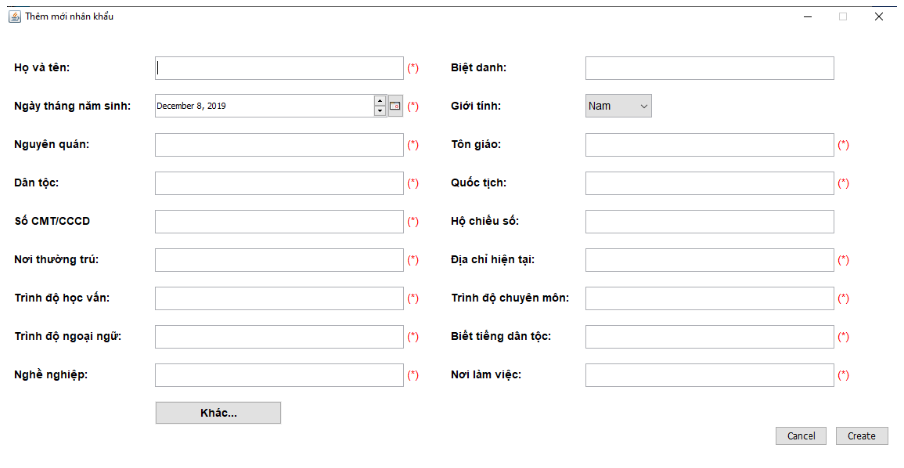 Thêm mới nhân khẩu
Họ và tên: (*) Biệt danh:
Ngày tháng năm sinh: December 8, 2019 (*) Giới tính: Nam
Nguyên quán: (*) Tôn giáo: (*)
Dân tộc: (*) Quốc tịch: (*)
Số CMT/CCCD (*) Hộ chiếu số:
Nơi thường trú: (*) Địa chỉ hiện tại: (*)
Trình độ học vấn: (*) Trình độ chuyên môn: (*)
Trình độ ngoại ngữ: (*) Biết tiếng dân tộc: (*)
Nghề nghiệp: (*) Nơi làm việc: (*)
Khác...
Cancel Create